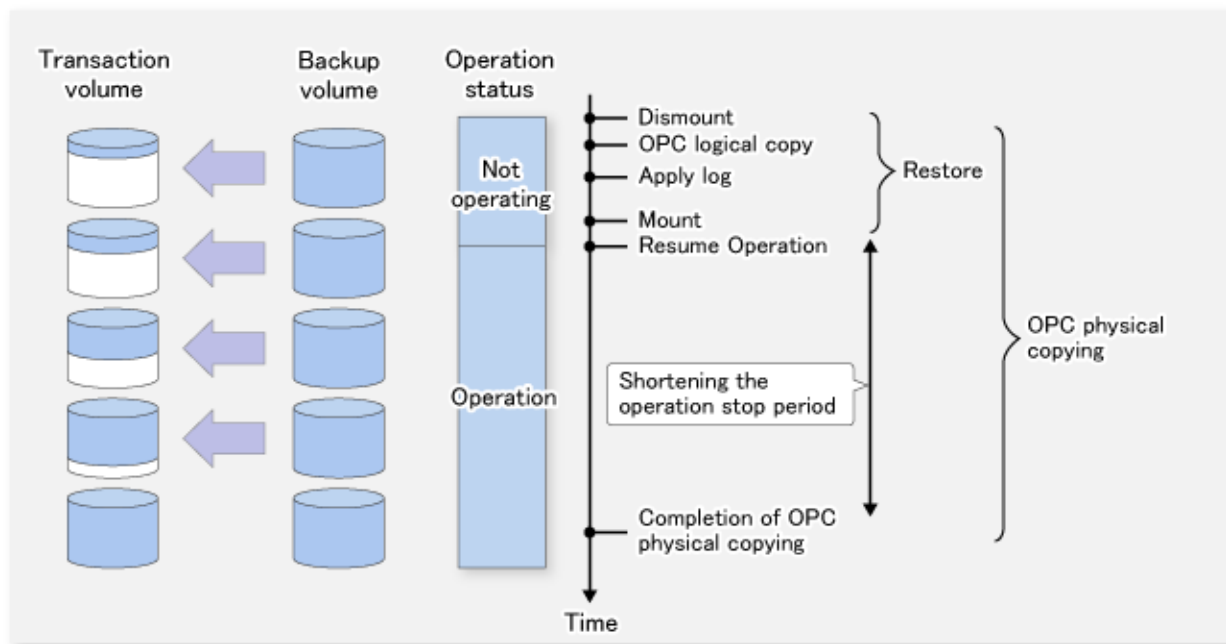 Transaction
volume
Backup
volume
Operation
status
Not
operating
Operation
Dismount
OPC logical copy
Apply log
Mount
Resume Operation
Restore
Shortening the
operation stop period
OPC physical
copying
Completion of OPC
physical copying
Time